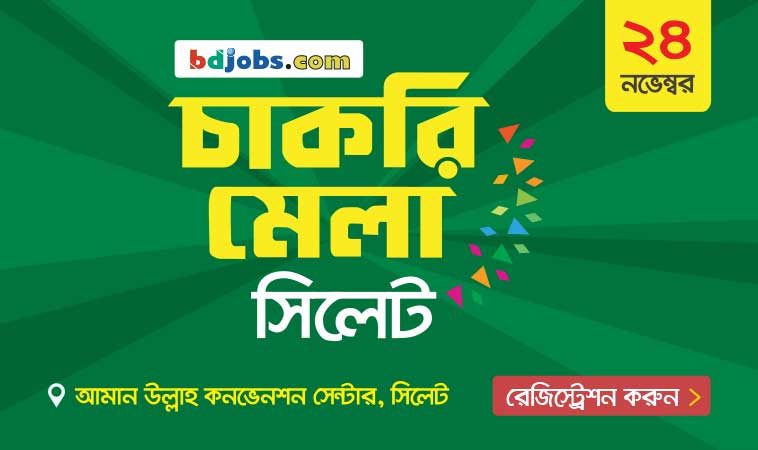 bdjobs.com
২৪
নভেম্বর
চাকরি
মেলা
সিলেট
আমান উল্লাহ কনভেনশন সেন্টার, সিলেট
রেজিস্ট্রেশন করুন >